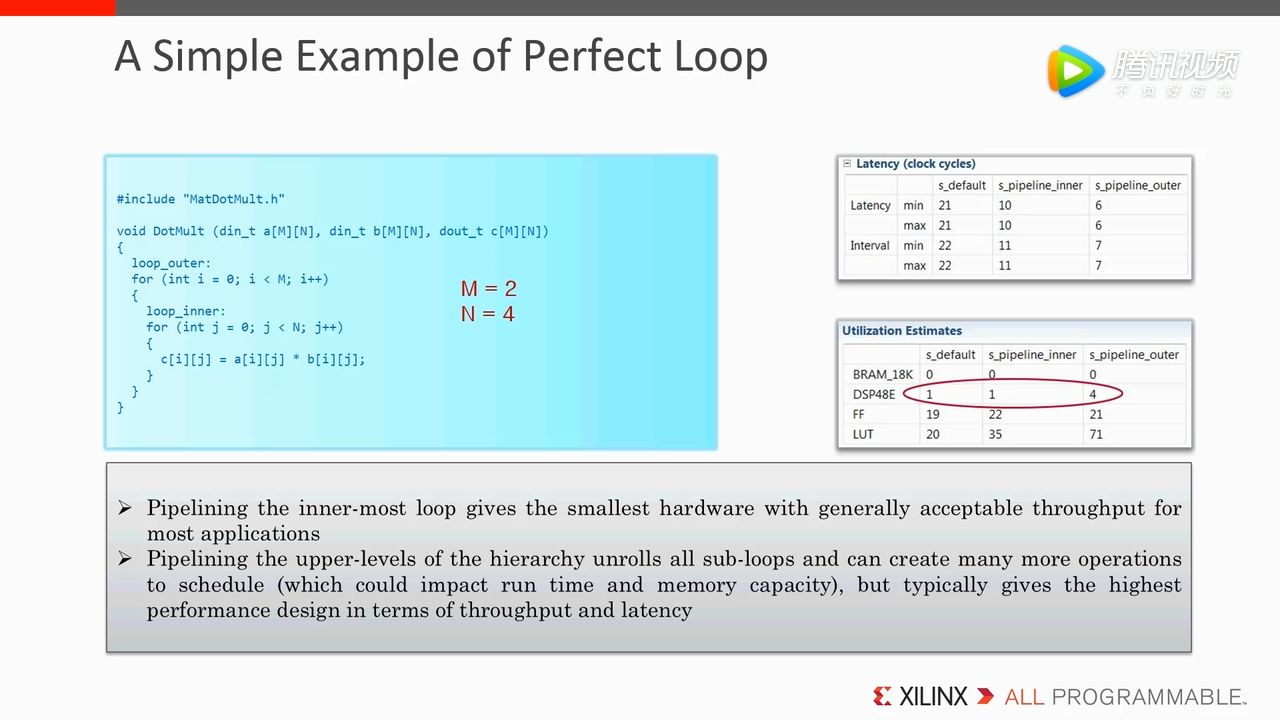 A Simple Example of Perfect Loop
腾讯视频
不负好时光
#include "MatDotMult.h"
void DotMult (din_t a[M][N], din_t b[M][N], dout_t c[M][N])
{
loop_outer:
for (int i = 0; i < M; i++)
{
loop_inner:
for (int j = 0; j < N; j++)
{
c[i][j] = a[i][j] * b[i][j];
}
}
}
M = 2
N = 4
Latency (clock cycles)
s_default s_pipeline_inner s_pipeline_outer
Latency min 21 10 6
max 21 10 6
Interval min 22 11 7
max 22 11 7
Utilization Estimates
s_default s_pipeline_inner s_pipeline_outer
BRAM_18K 0 0 0
DSP48E 1 1 4
FF 19 22 21
LUT 20 35 71
➢ Pipelining the inner-most loop gives the smallest hardware with generally acceptable throughput for
most applications
➢ Pipelining the upper-levels of the hierarchy unrolls all sub-loops and can create many more operations
to schedule (which could impact run time and memory capacity), but typically gives the highest
performance design in terms of throughput and latency
XILINX ALL PROGRAMMABLE™